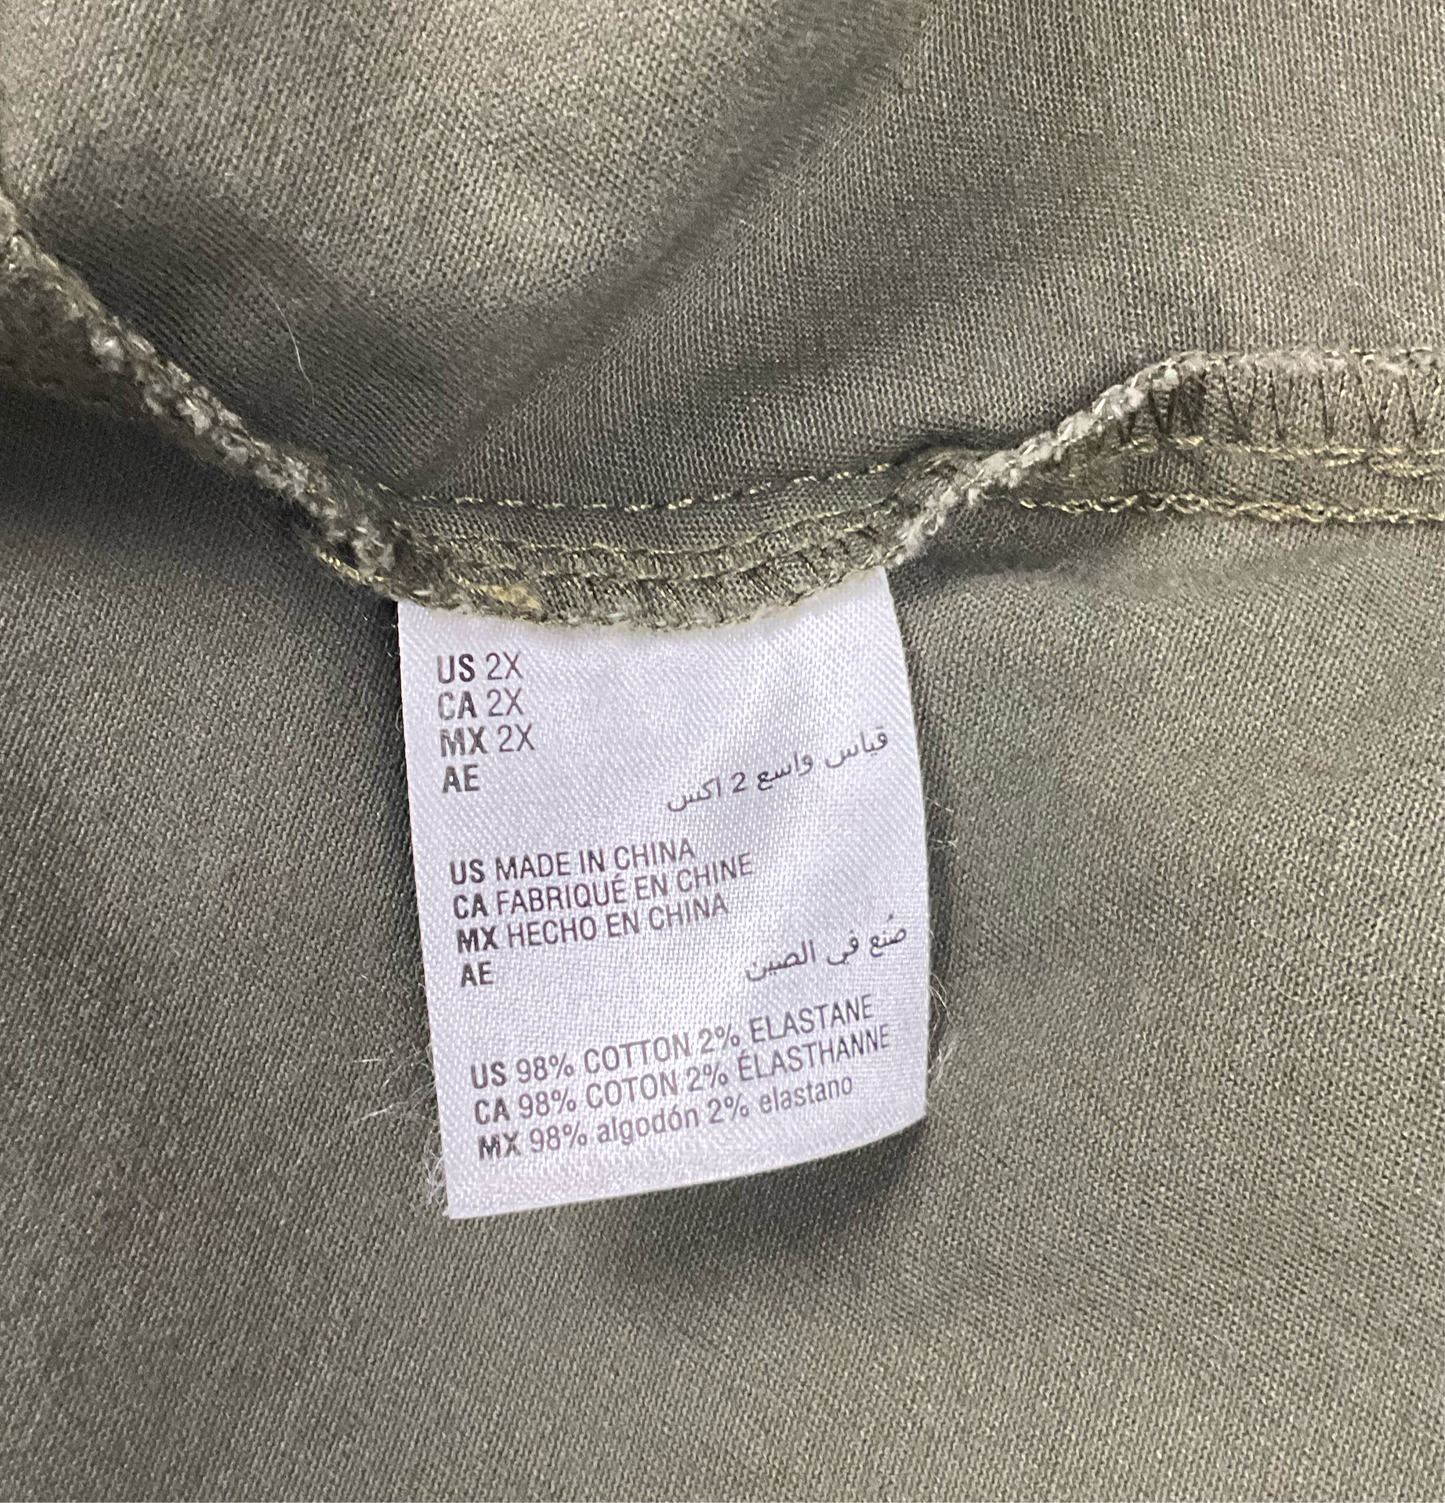 US 2X
CA 2X
MX 2X
AE قياس واسع 2 اكس
US MADE IN CHINA
CA FABRIQUÉ EN CHINE
MX HECHO EN CHINA
AE صُنع في الصين
US 98% COTTON 2% ELASTANE
CA 98% COTON 2% ÉLASTHANNE
MX 98% algodón 2% elastano